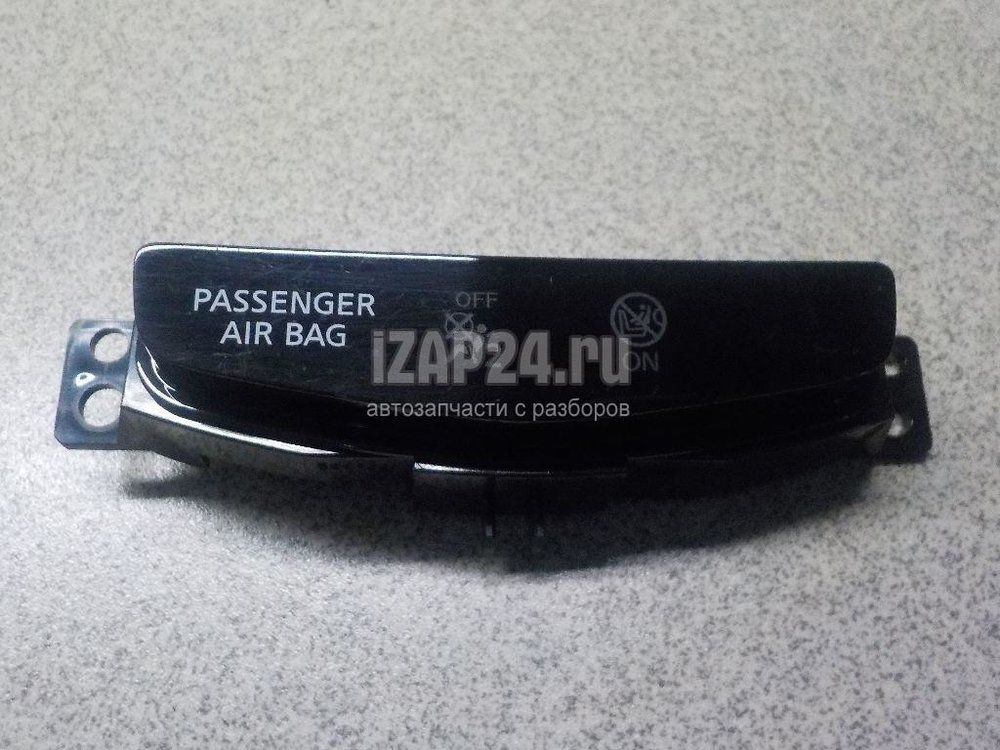 PASSENGER
AIR BAG
OFF
ON
iZAP24.ru
автозапчасти с разборов